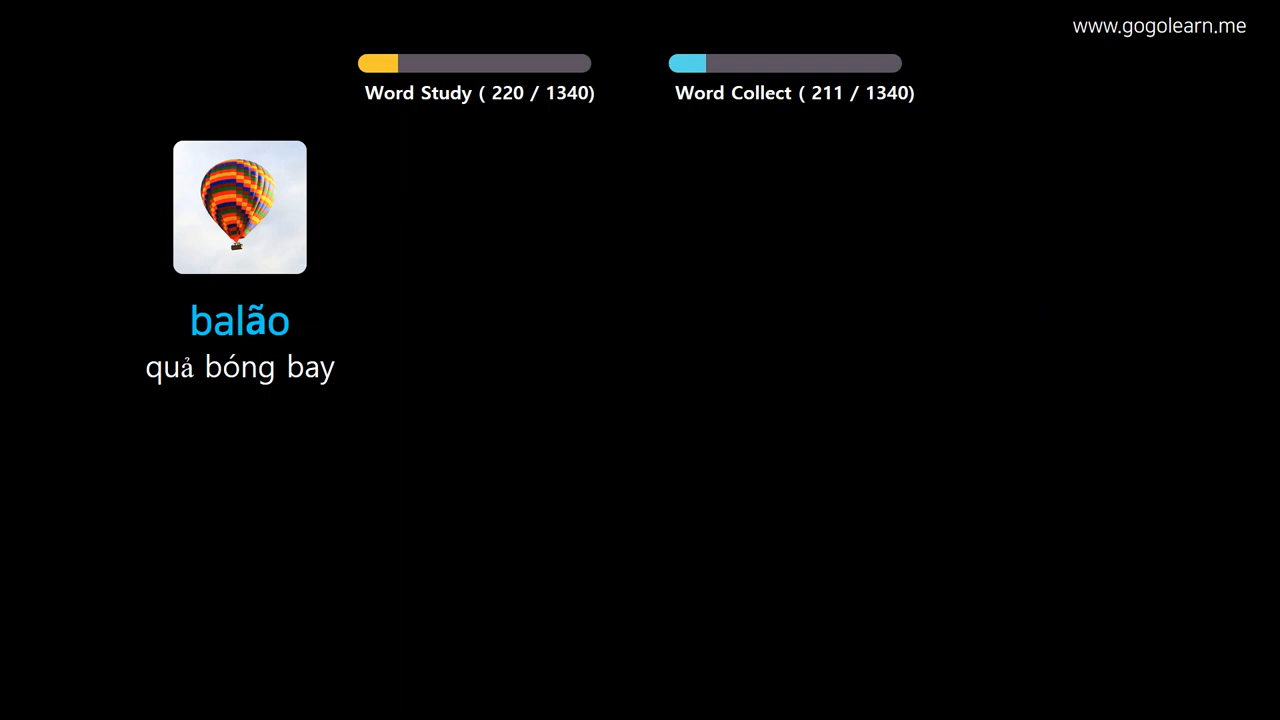 www.gogolearn.me
Word Study ( 220 / 1340)
Word Collect ( 211 / 1340)
balão
quả bóng bay